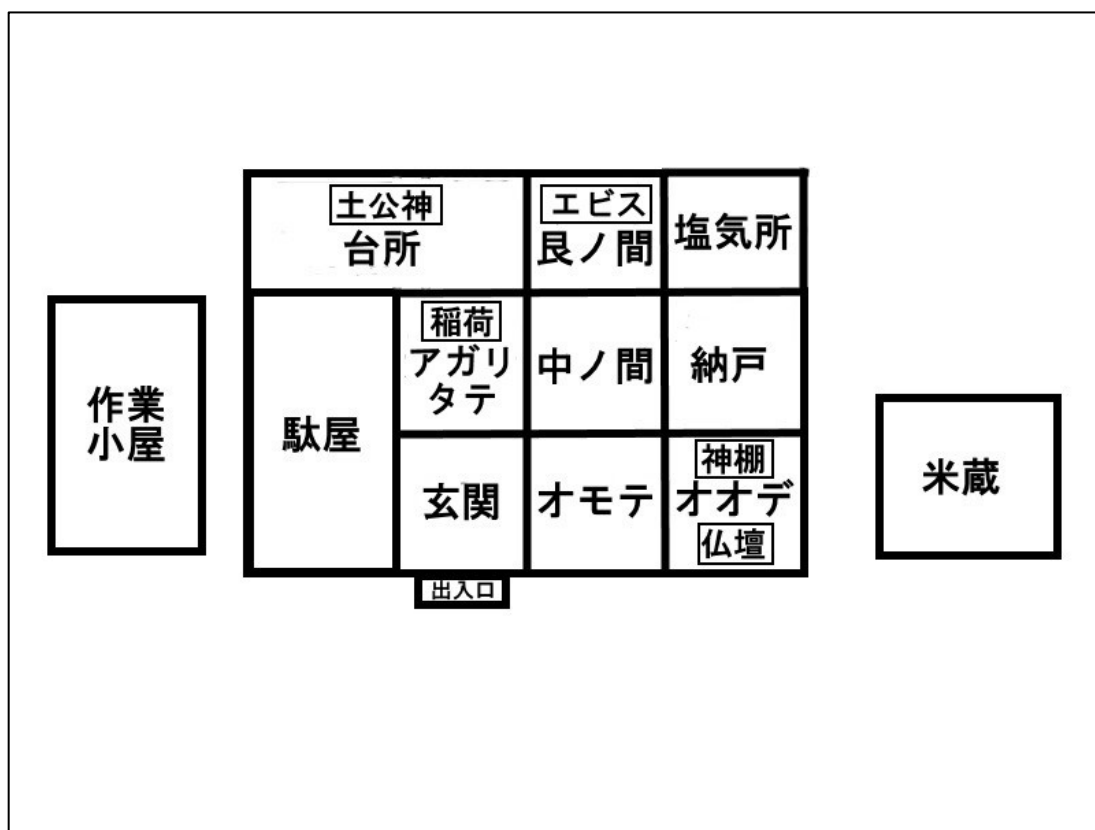 土公神
台所
エビス
艮ノ間
塩気所
作業
小屋
駄屋
稲荷
アガリ
タテ
中ノ間
納戸
玄関
オモテ
神棚
オオデ
仏壇
米蔵
出入口